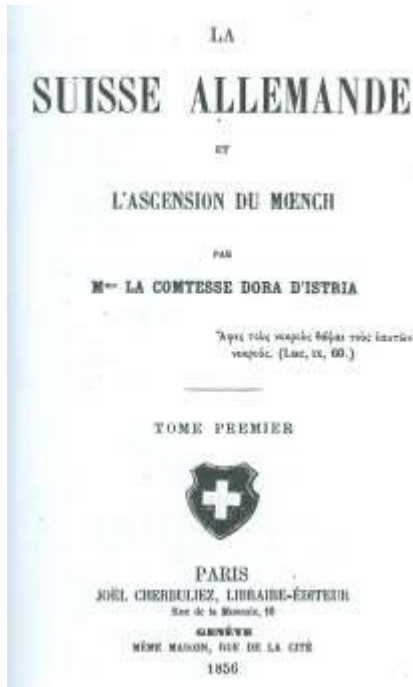 LA
SUISSE ALLEMANDE
ET
L'ASCENSION DU MŒNCH
PAR
Mme LA COMTESSE DORA D'ISTRIA
Ἄφες τοὺς νεκροὺς θάψαι τοὺς ἑαυτῶν
νεκρούς. (Luc, IX, 60.)
TOME PREMIER
PARIS
JOËL CHERBULIEZ, LIBRAIRE-ÉDITEUR
Rue de la Monnaie, 10
GENÈVE
MÊME MAISON, RUE DE LA CITÉ
1856